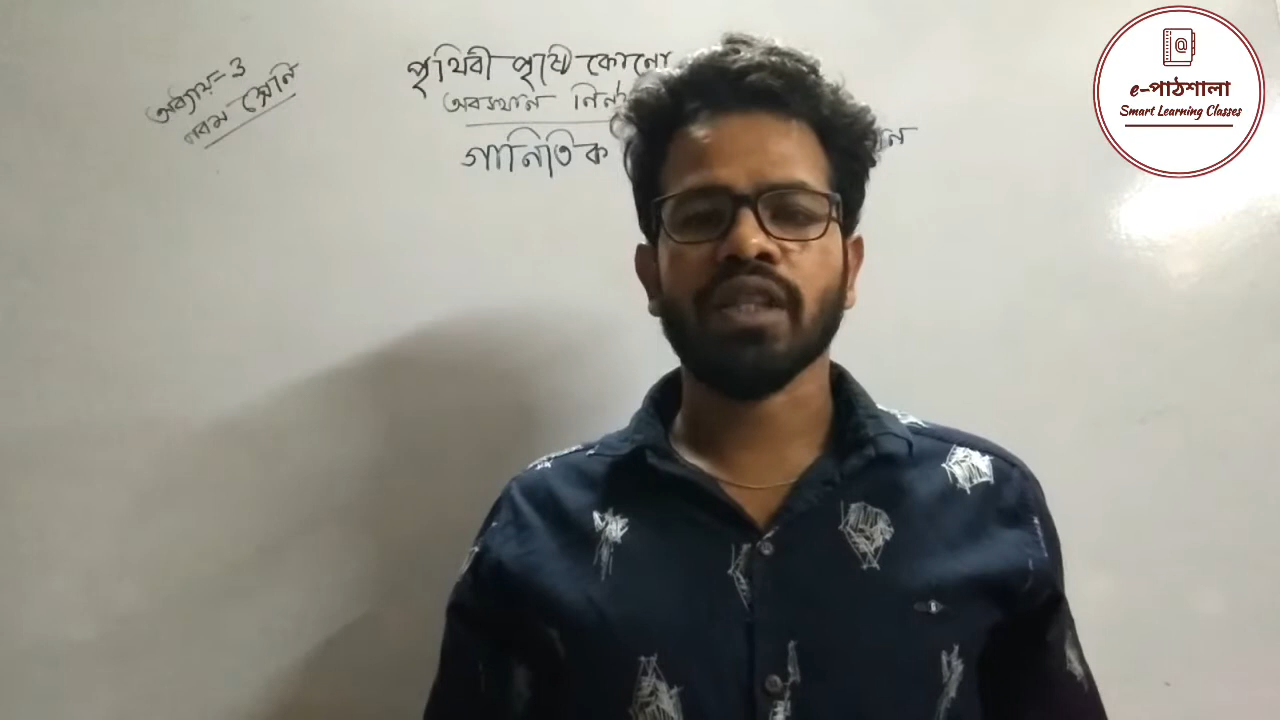 অধ্যায়- 3
নবম শ্রেনি
পৃথিবী পৃষ্ঠে কোনো
অবস্থান
গানিতিক
e-পাঠশালা
Smart Learning Classes